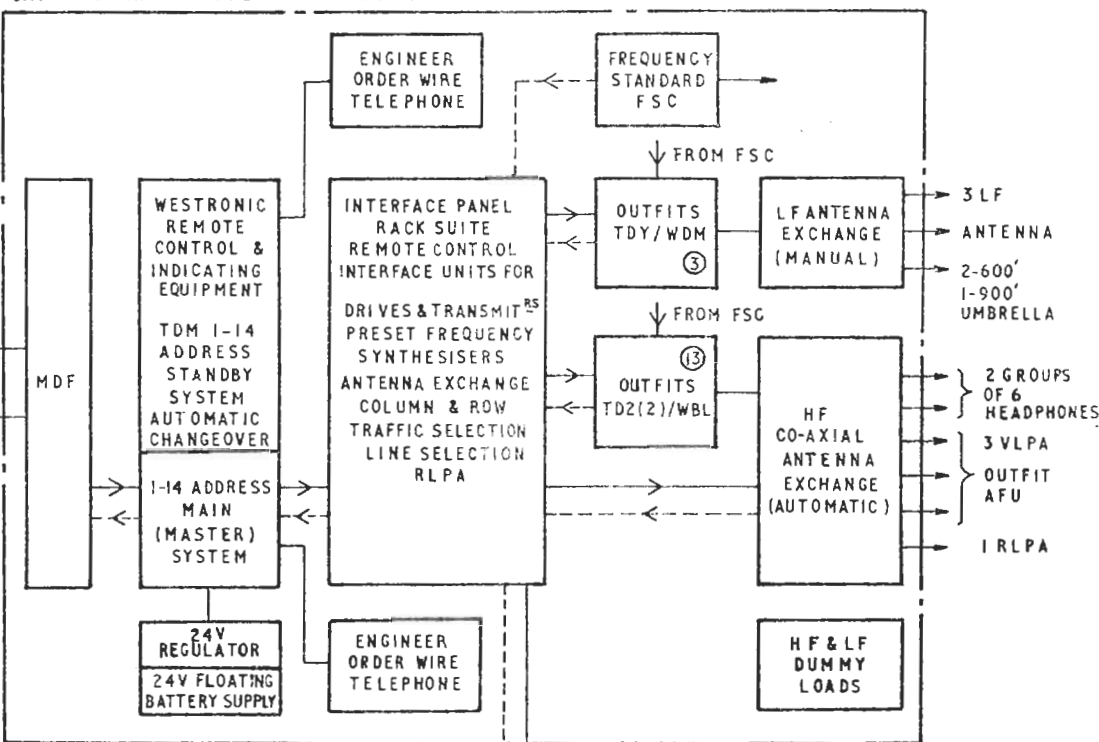 ENGINEER
ORDER WIRE
TELEPHONE
FREQUENCY
STANDARD
FSC
FROM FSC
MDF
WESTRONIC
REMOTE
CONTROL &
INDICATING
EQUIPMENT
TDM 1-14
ADDRESS
STANDBY
SYSTEM
AUTOMATIC
CHANGEOVER
1-14 ADDRESS
MAIN
(MASTER)
SYSTEM
INTERFACE PANEL
RACK SUITE
REMOTE CONTROL
INTERFACE UNITS FOR
DRIVES & TRANSMITRS
PRESET FREQUENCY
SYNTHESISERS
ANTENNA EXCHANGE
COLUMN & ROW
TRAFFIC SELECTION
LINE SELECTION
RLPA
OUTFITS
TDY/WDM
3
FROM FSC
13
OUTFITS
TD2(2)/WBL
LF ANTENNA
EXCHANGE
(MANUAL)
3 LF
ANTENNA
2-600'
1-900'
UMBRELLA
HF
CO-AXIAL
ANTENNA
EXCHANGE
(AUTOMATIC)
2 GROUPS
OF 6
HEADPHONES
3 VLPA
OUTFIT
AFU
1 RLPA
24V
REGULATOR
24V FLOATING
BATTERY SUPPLY
ENGINEER
ORDER WIRE
TELEPHONE
HF & LF
DUMMY
LOADS